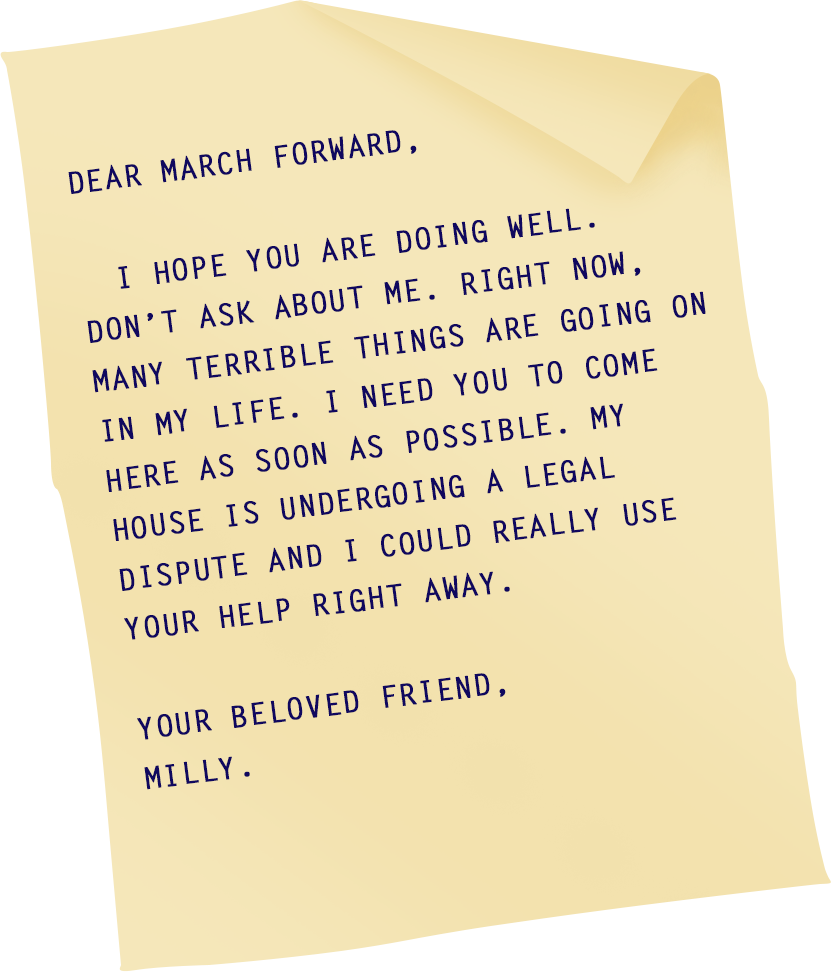 DEAR MARCH FORWARD,
I HOPE YOU ARE DOING WELL.
DON'T ASK ABOUT ME. RIGHT NOW,
MANY TERRIBLE THINGS ARE GOING ON
IN MY LIFE. I NEED YOU TO COME
HERE AS SOON AS POSSIBLE. MY
HOUSE IS UNDERGOING A LEGAL
DISPUTE AND I COULD REALLY USE
YOUR HELP RIGHT AWAY.
YOUR BELOVED FRIEND,
MILLY.